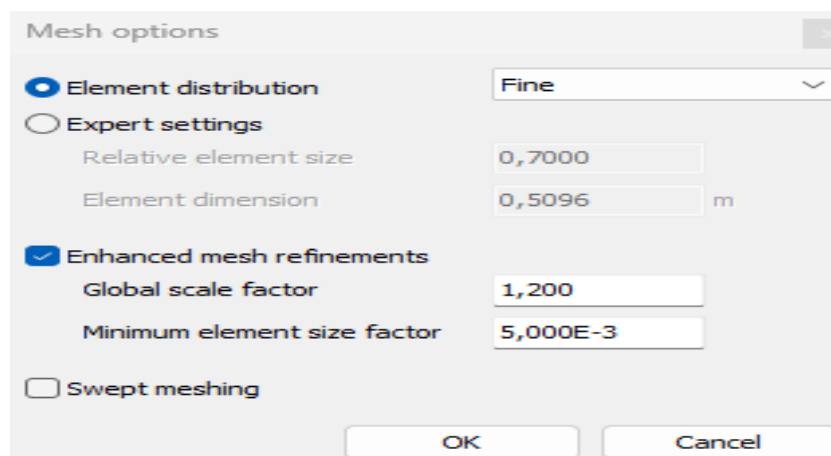 Mesh options
Element distribution Fine
Expert settings
Relative element size 0,7000
Element dimension 0,5096 m
Enhanced mesh refinements
Global scale factor 1,200
Minimum element size factor 5,000E-3
Swept meshing
OK Cancel